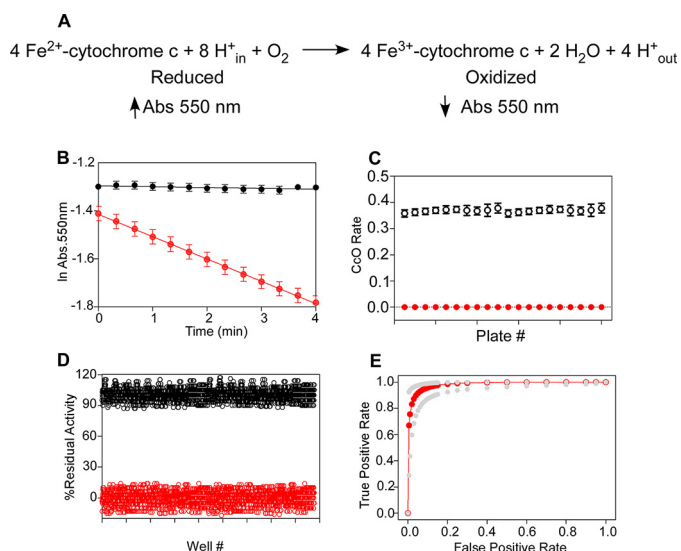 A
4 Fe2+-cytochrome c + 8 H+in + O2 → 4 Fe3+-cytochrome c + 2 H2O + 4 H+out
Reduced Oxidized
↑ Abs 550 nm ↓ Abs 550 nm
B
-1.2
-1.4
-1.6
-1.8
ln Abs.550nm
0 1 2 3 4
Time (min)
C
0.5
0.4
0.3
0.2
0.1
0.0
CcO Rate
Plate #
D
120
90
60
30
0
%Residual Activity
Well #
E
1.0
0.8
0.6
0.4
0.2
0.0
True Positive Rate
0.0 0.2 0.4 0.6 0.8 1.0
False Positive Rate